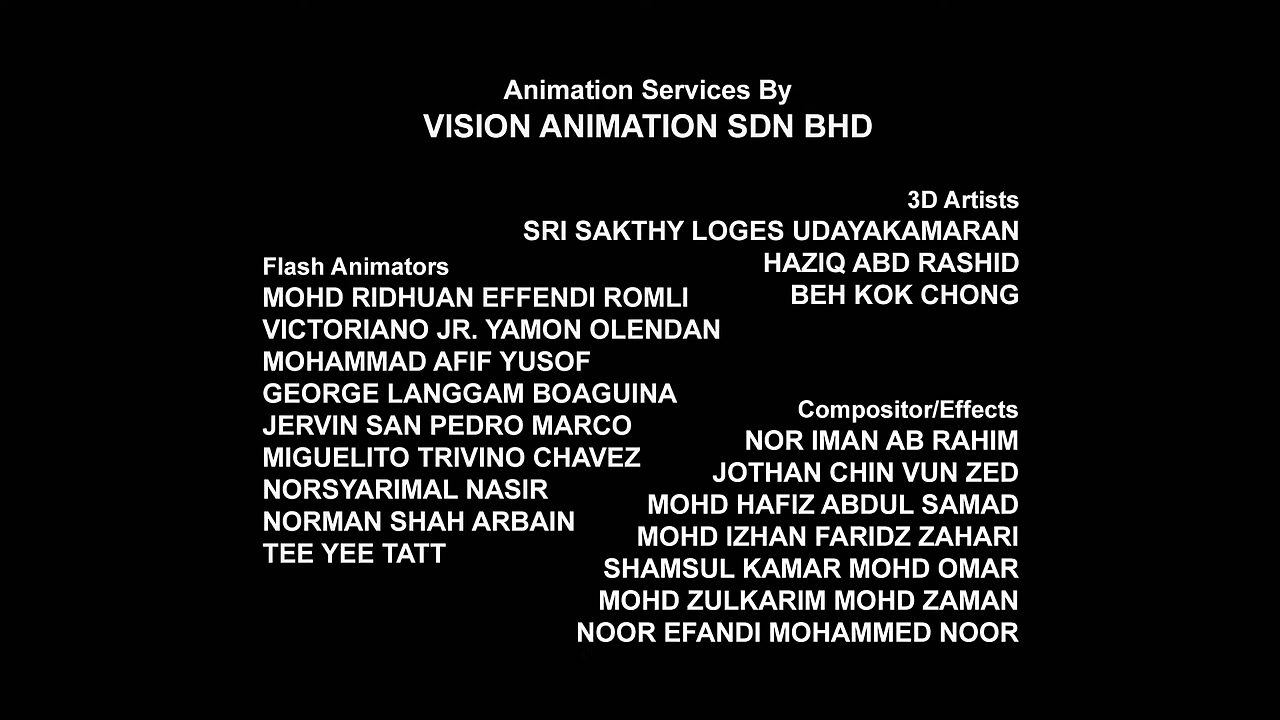 Animation Services By
VISION ANIMATION SDN BHD
3D Artists
SRI SAKTHY LOGES UDAYAKAMARAN
HAZIQ ABD RASHID
BEH KOK CHONG
Flash Animators
MOHD RIDHUAN EFFENDI ROMLI
VICTORIANO JR. YAMON OLENDAN
MOHAMMAD AFIF YUSOF
GEORGE LANGGAM BOAGUINA
JERVIN SAN PEDRO MARCO
MIGUELITO TRIVINO CHAVEZ
NORSYARIMAL NASIR
NORMAN SHAH ARBAIN
TEE YEE TATT
Compositor/Effects
NOR IMAN AB RAHIM
JOTHAN CHIN VUN ZED
MOHD HAFIZ ABDUL SAMAD
MOHD IZHAN FARIDZ ZAHARI
SHAMSUL KAMAR MOHD OMAR
MOHD ZULKARIM MOHD ZAMAN
NOOR EFANDI MOHAMMED NOOR